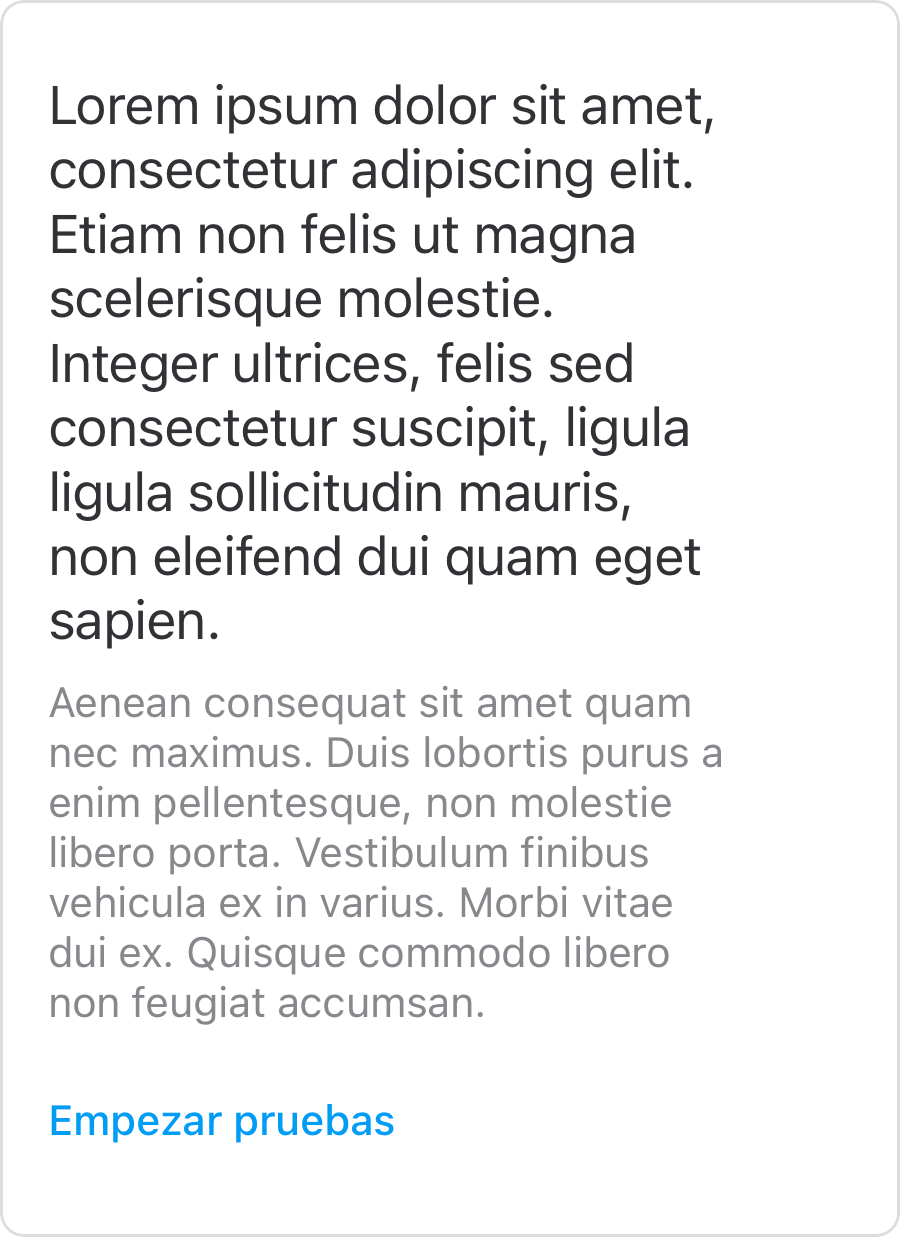 Lorem ipsum dolor sit amet,
consectetur adipiscing elit.
Etiam non felis ut magna
scelerisque molestie.
Integer ultrices, felis sed
consectetur suscipit, ligula
ligula sollicitudin mauris,
non eleifend dui quam eget
sapien.
Aenean consequat sit amet quam
nec maximus. Duis lobortis purus a
enim pellentesque, non molestie
libero porta. Vestibulum finibus
vehicula ex in varius. Morbi vitae
dui ex. Quisque commodo libero
non feugiat accumsan.
Empezar pruebas